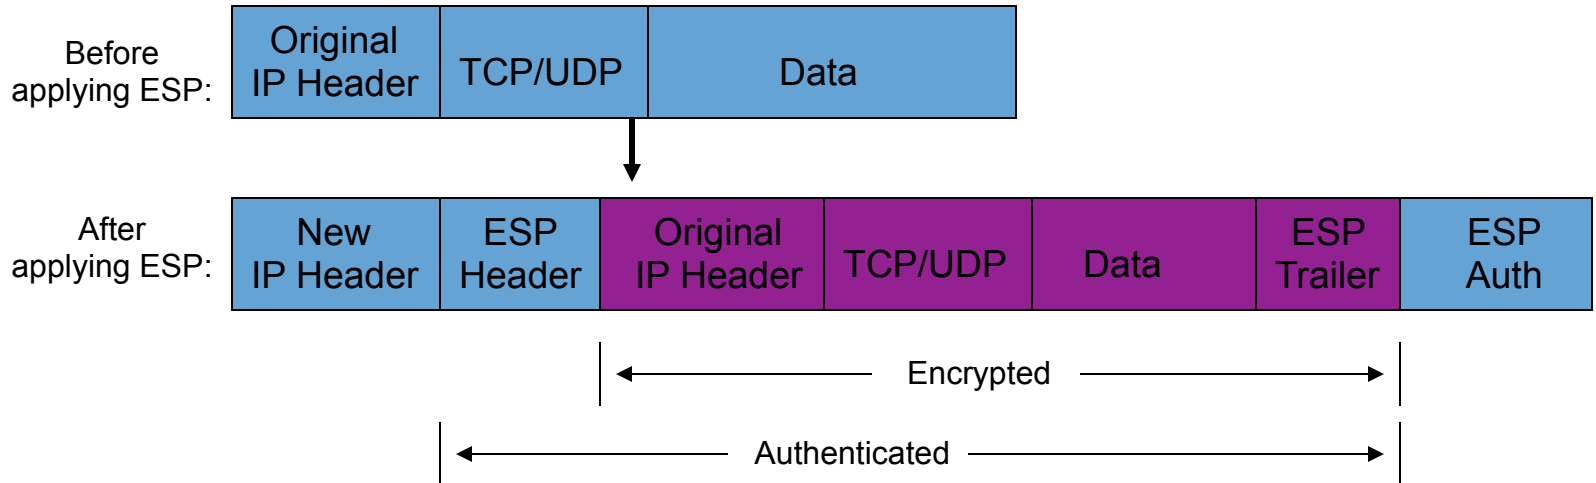 Before
applying ESP:
Original
IP Header
TCP/UDP
Data
After
applying ESP:
New
IP Header
ESP
Header
Original
IP Header
TCP/UDP
Data
ESP
Trailer
ESP
Auth
Encrypted
Authenticated